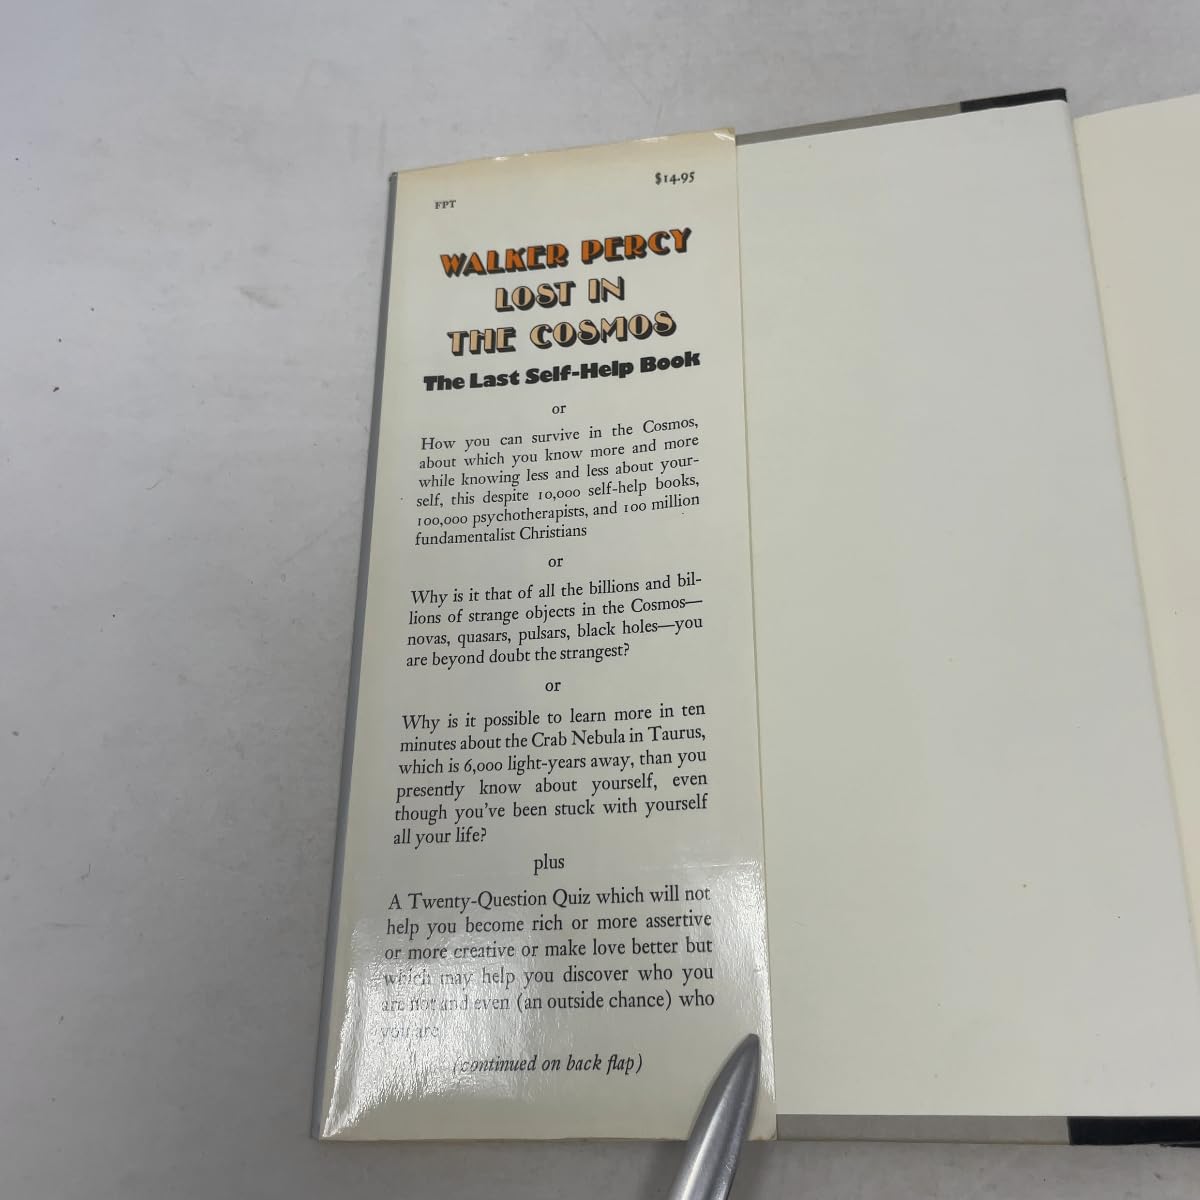 $14.95
FPT
WALKER PERCY
LOST IN
THE COSMOS
The Last Self-Help Book
or
How you can survive in the Cosmos,
about which you know more and more
while knowing less and less about your-
self, this despite 10,000 self-help books,
100,000 psychotherapists, and 100 million
fundamentalist Christians
or
Why is it that of all the billions and bil-
lions of strange objects in the Cosmos—
novas, quasars, pulsars, black holes—you
are beyond doubt the strangest?
or
Why is it possible to learn more in ten
minutes about the Crab Nebula in Taurus,
which is 6,000 light-years away, than you
presently know about yourself, even
though you've been stuck with yourself
all your life?
plus
A Twenty-Question Quiz which will not
help you become rich or more assertive
or more creative or make love better but
which may help you discover who you
are not and even (an outside chance) who
you are
(continued on back flap)